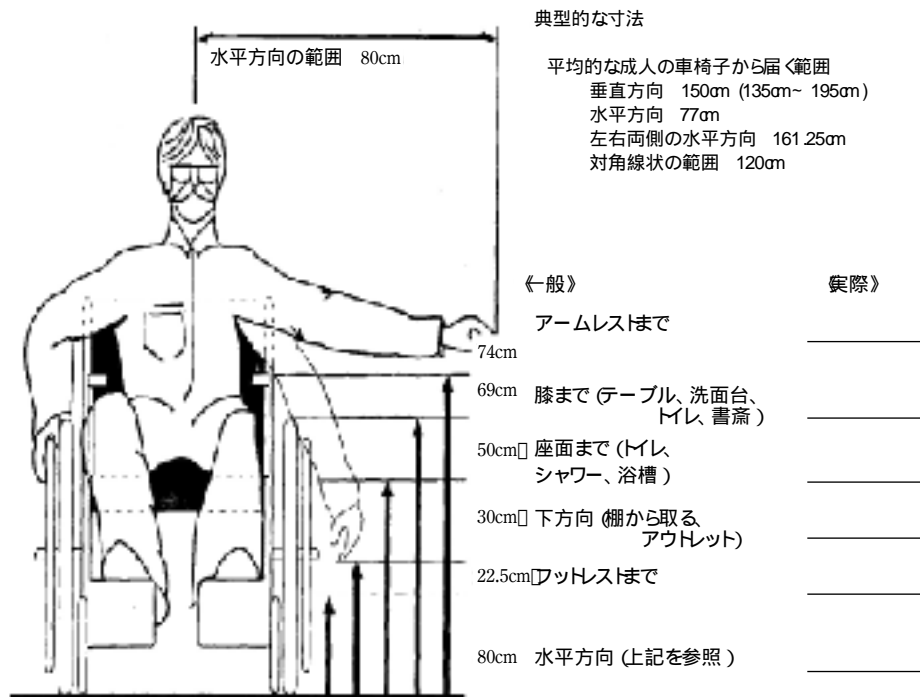 典型的な寸法
水平方向の範囲 80cm
平均的な成人の車椅子から届く範囲
垂直方向 150cm (135cm~ 195cm)
水平方向 77cm
左右両側の水平方向 161.25cm
対角線状の範囲 120cm
《一般》 《実際》
アームレストまで
74cm
69cm 膝まで (テーブル、洗面台、
トイレ、書斎)
50cm 座面まで (トイレ、
シャワー、浴槽)
30cm 下方向 (棚から取る、
アウトレット)
22.5cm フットレストまで
80cm 水平方向 (上記を参照)